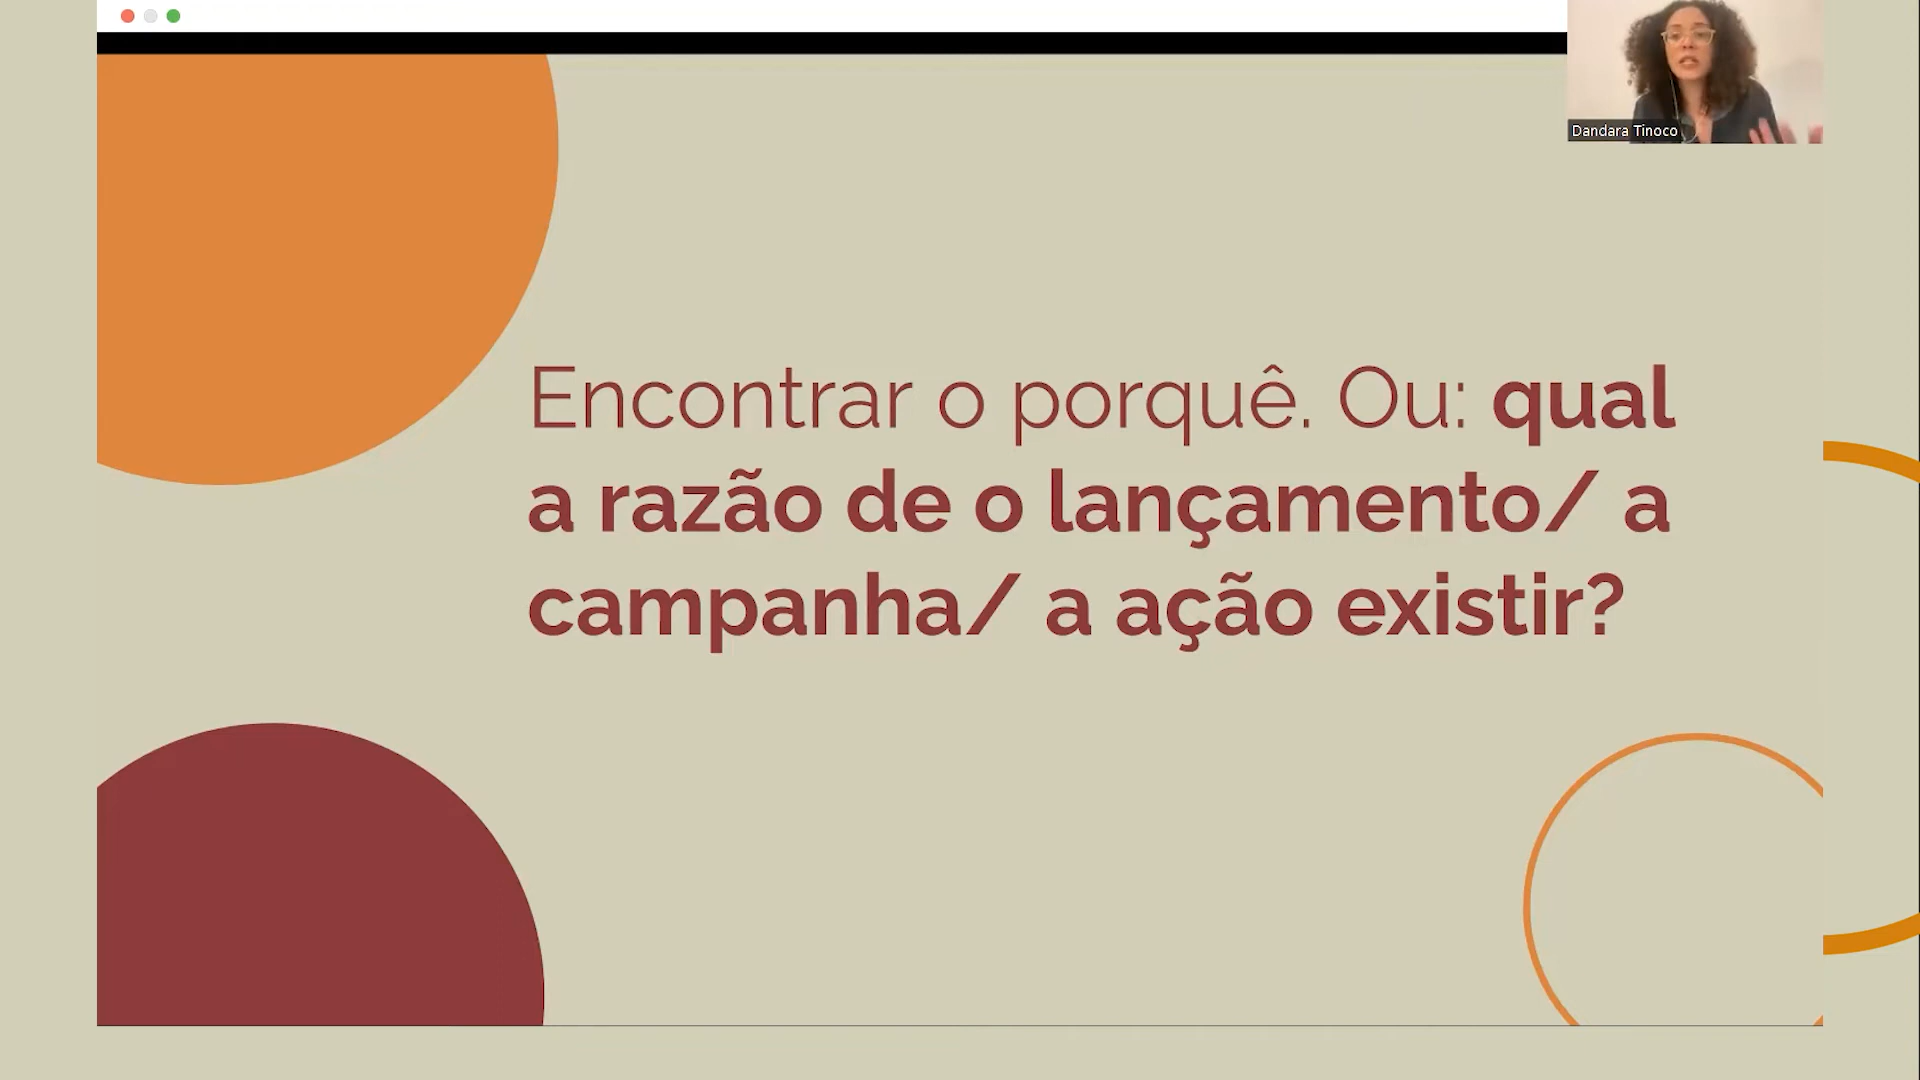 Dandara Tinoco
Encontrar o porquê. Ou: qual
a razão de o lançamento/ a
campanha/ a ação existir?